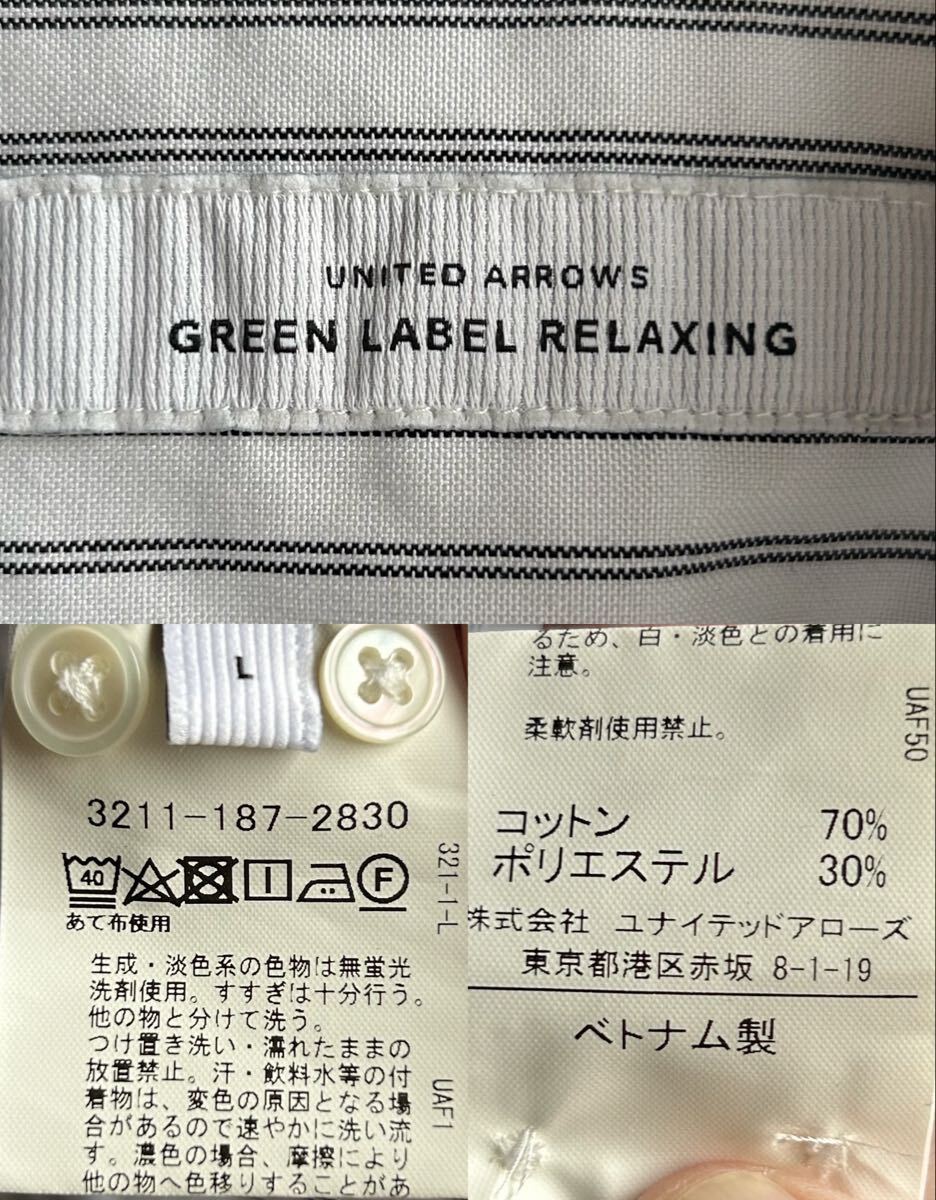 UNITED ARROWS
GREEN LABEL RELAXING
L
3211-187-2830
40
F
あて布使用
321-1-L
生成・淡色系の色物は無蛍光
洗剤使用。すすぎは十分行う。
他の物と分けて洗う。
つけ置き洗い・濡れたままの
放置禁止。汗・飲料水等の付
着物は、変色の原因となる場
合があるので速やかに洗い流
す。濃色の場合、摩擦により
他の物へ色移りすることがあ
UAF1
るため、白・淡色との着用に
注意。
柔軟剤使用禁止。
UAF50
コットン 70%
ポリエステル 30%
株式会社 ユナイテッドアローズ
東京都港区赤坂 8-1-19
ベトナム製